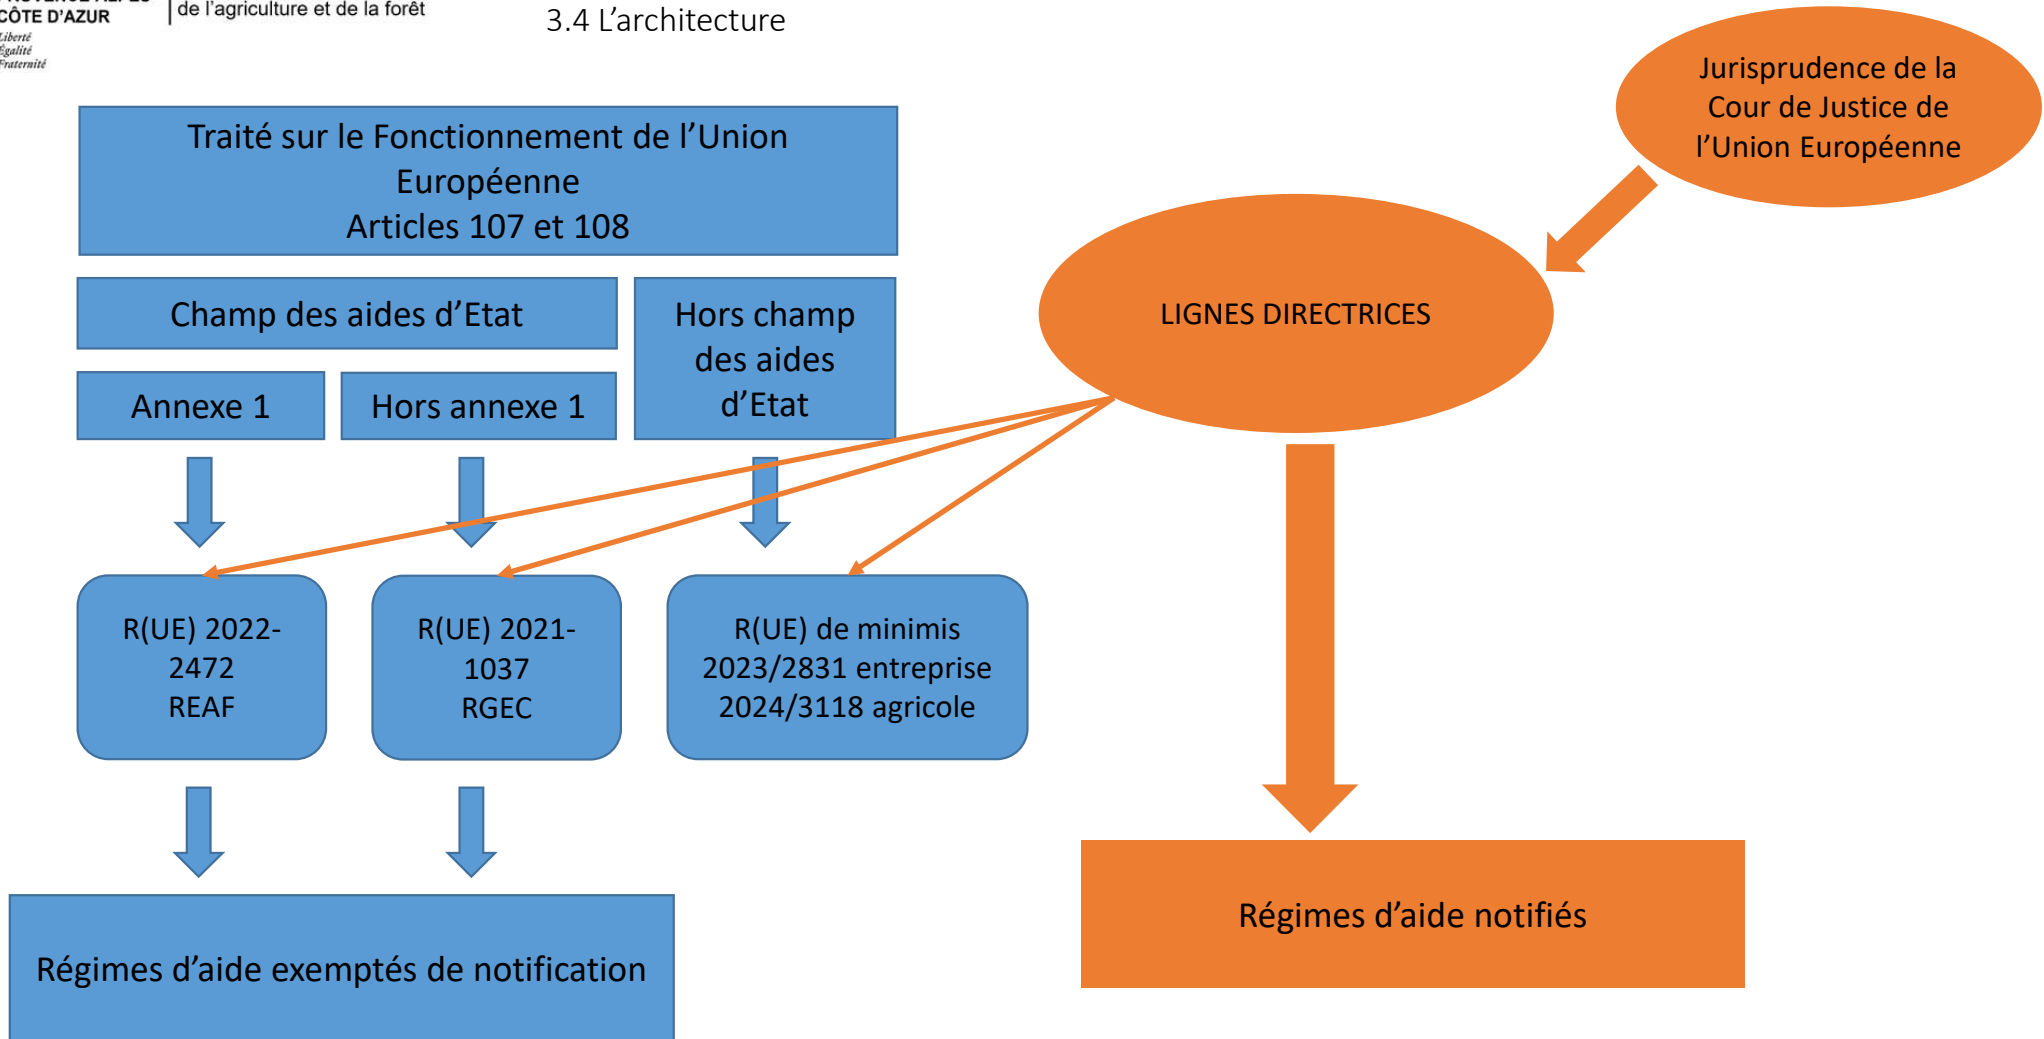 CÔTE D'AZUR
de l'agriculture et de la forêt
Liberté
Égalité
Fraternité
3.4 L'architecture
Jurisprudence de la
Cour de Justice de
l'Union Européenne
Traité sur le Fonctionnement de l'Union
Européenne
Articles 107 et 108
LIGNES DIRECTRICES
Champ des aides d'Etat
Hors champ
des aides
d'Etat
Annexe 1
Hors annexe 1
R(UE) 2022-
2472
REAF
R(UE) 2021-
1037
RGEC
R(UE) de minimis
2023/2831 entreprise
2024/3118 agricole
Régimes d'aide notifiés
Régimes d'aide exemptés de notification